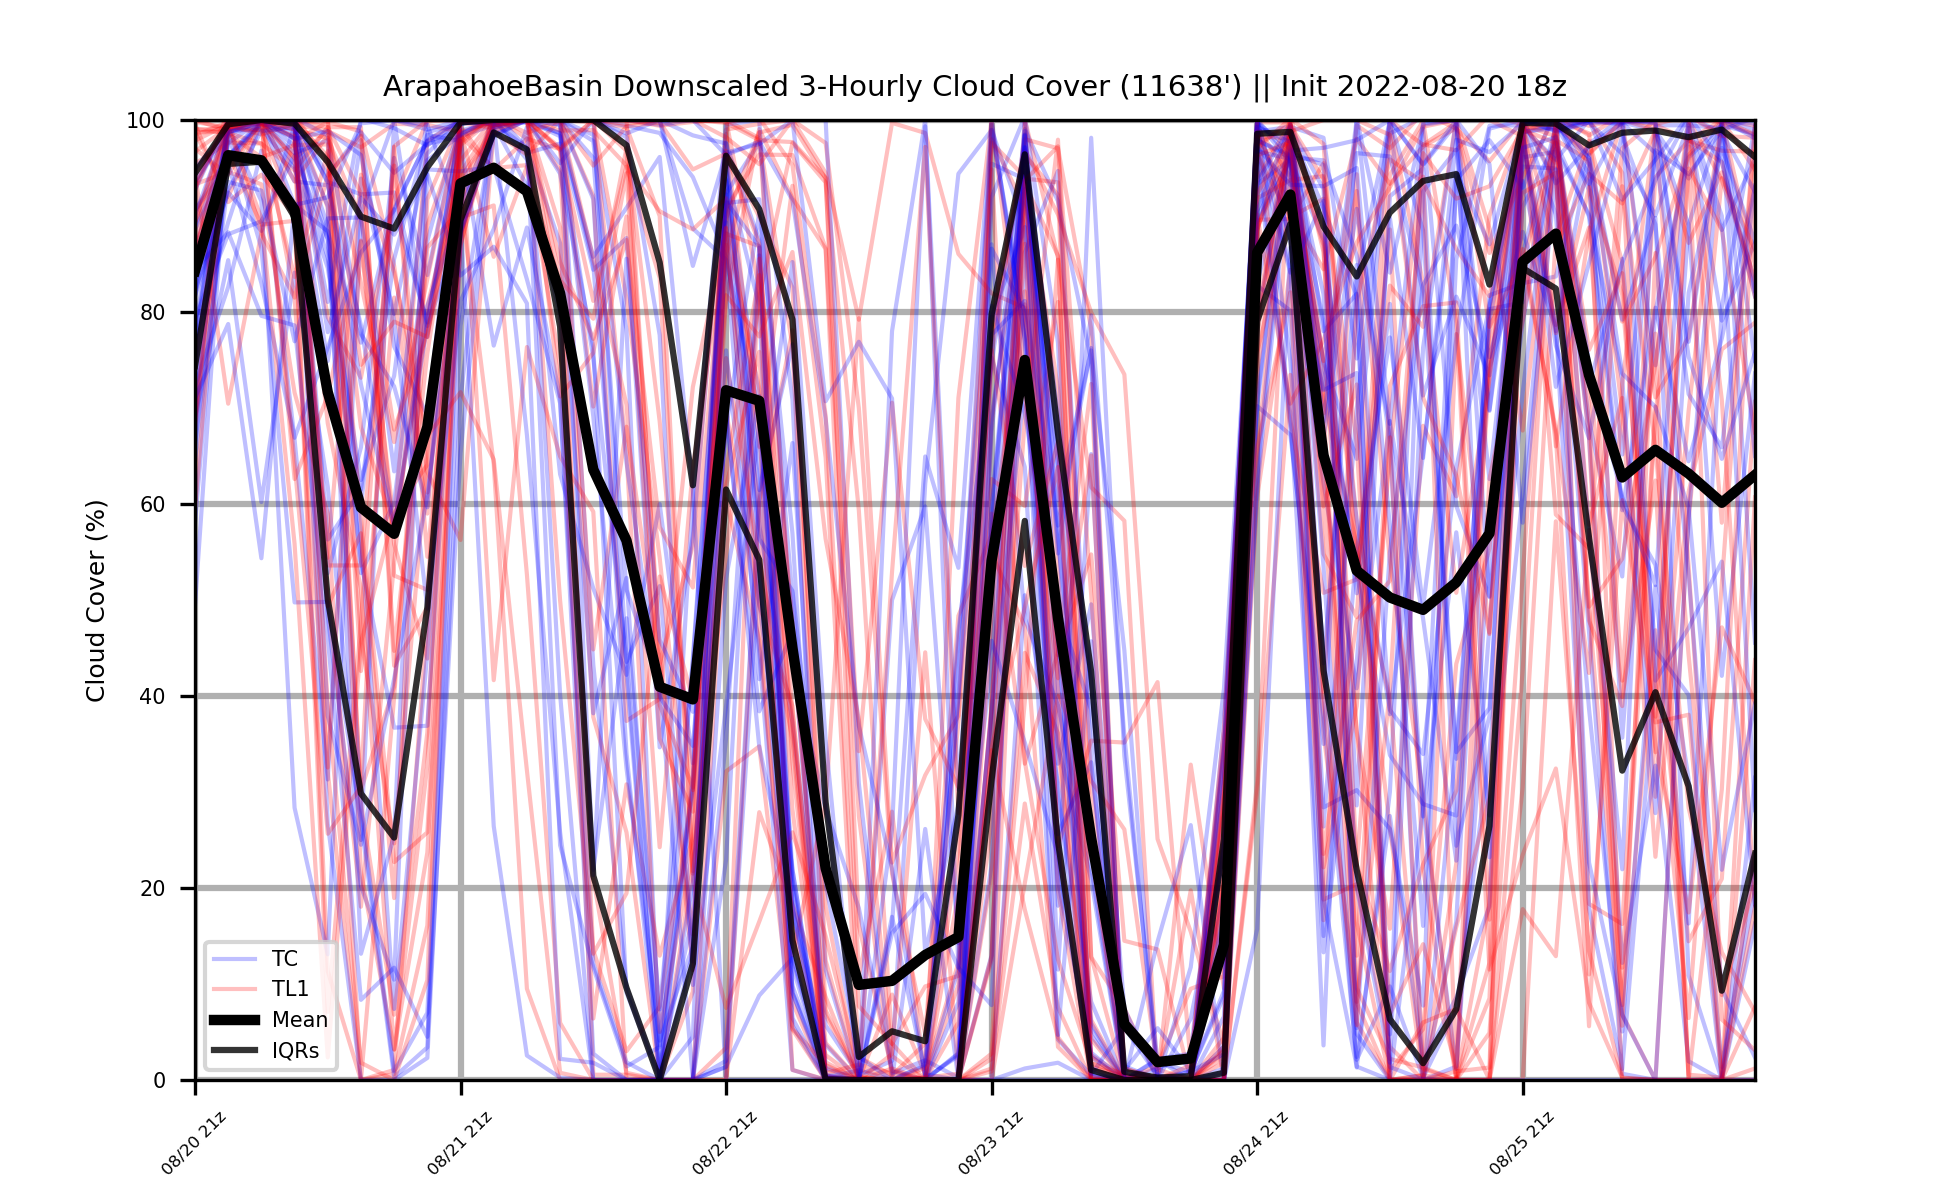 ArapahoeBasin Downscaled 3-Hourly Cloud Cover (11638') || Init 2022-08-20 18z
Cloud Cover (%)
100
80
60
40
20
0
TC
TL1
Mean
IQRs
08/20 21z
08/21 21z
08/22 21z
08/23 21z
08/24 21z
08/25 21z